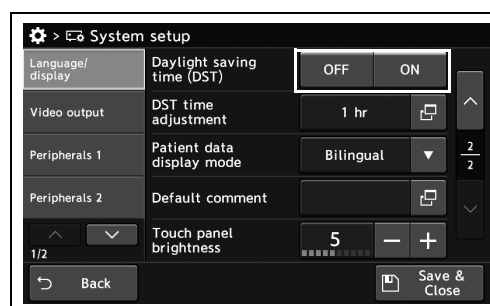 > System setup
Language/
display
Video output
Peripherals 1
Peripherals 2
1/2
Daylight saving
time (DST)
OFF ON
DST time
adjustment
1 hr
Patient data
display mode
Bilingual
Default comment
Touch panel
brightness
5 − +
2
2
Back
Save &
Close